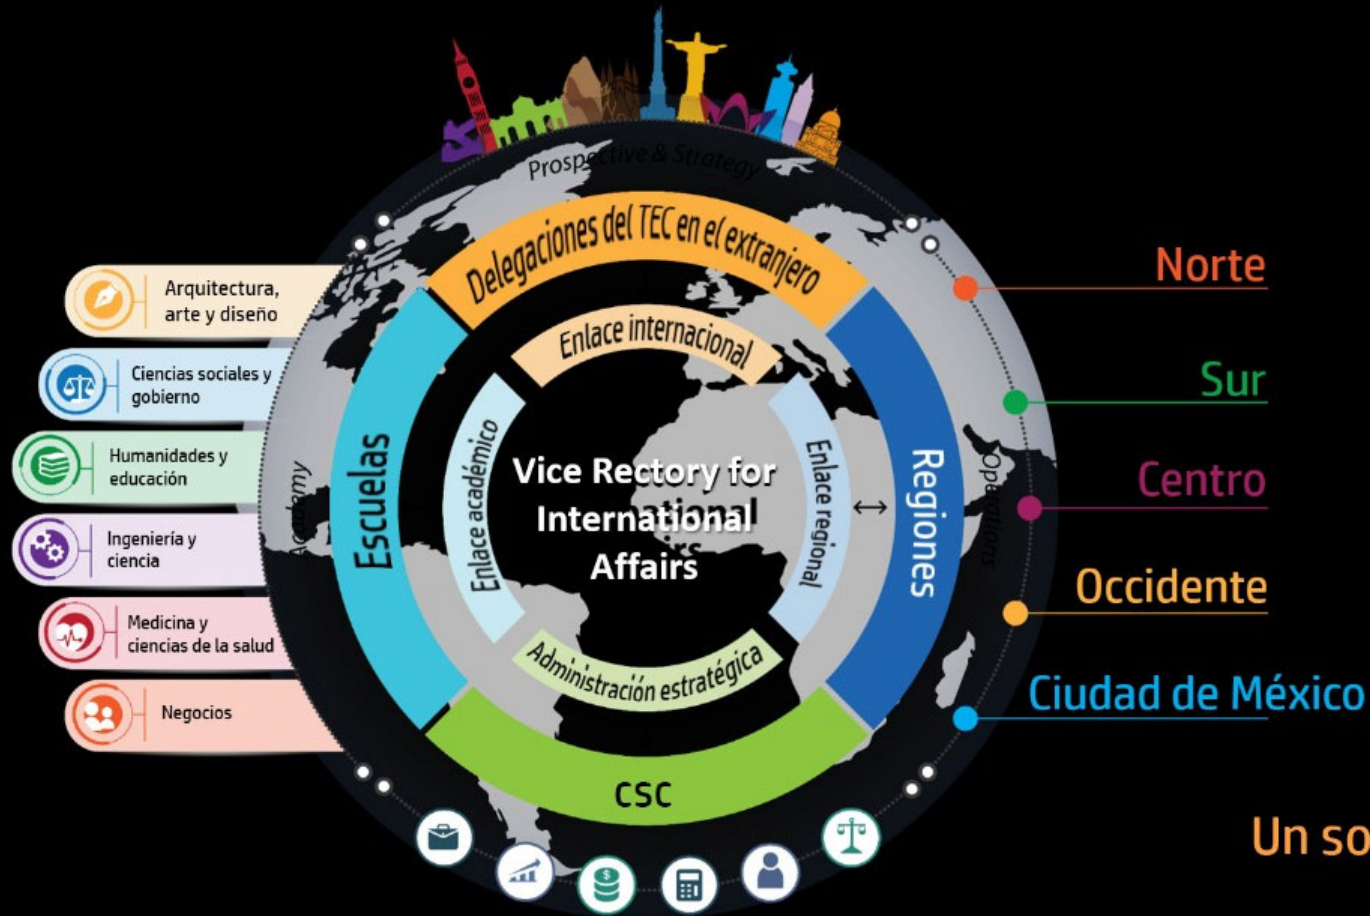 Prospective & Strategy
Delegaciones del TEC en el extranjero
Enlace internacional
Arquitectura,
arte y diseño
Ciencias sociales y
gobierno
Humanidades y
educación
Ingeniería y
ciencia
Medicina y
ciencias de la salud
Negocios
Academy
Escuelas
Enlace académico
Vice Rectory for
International
Affairs
Enlace regional
Regiones
Operations
Administración estratégica
CSC
Norte
Sur
Centro
Occidente
Ciudad de México
Un so